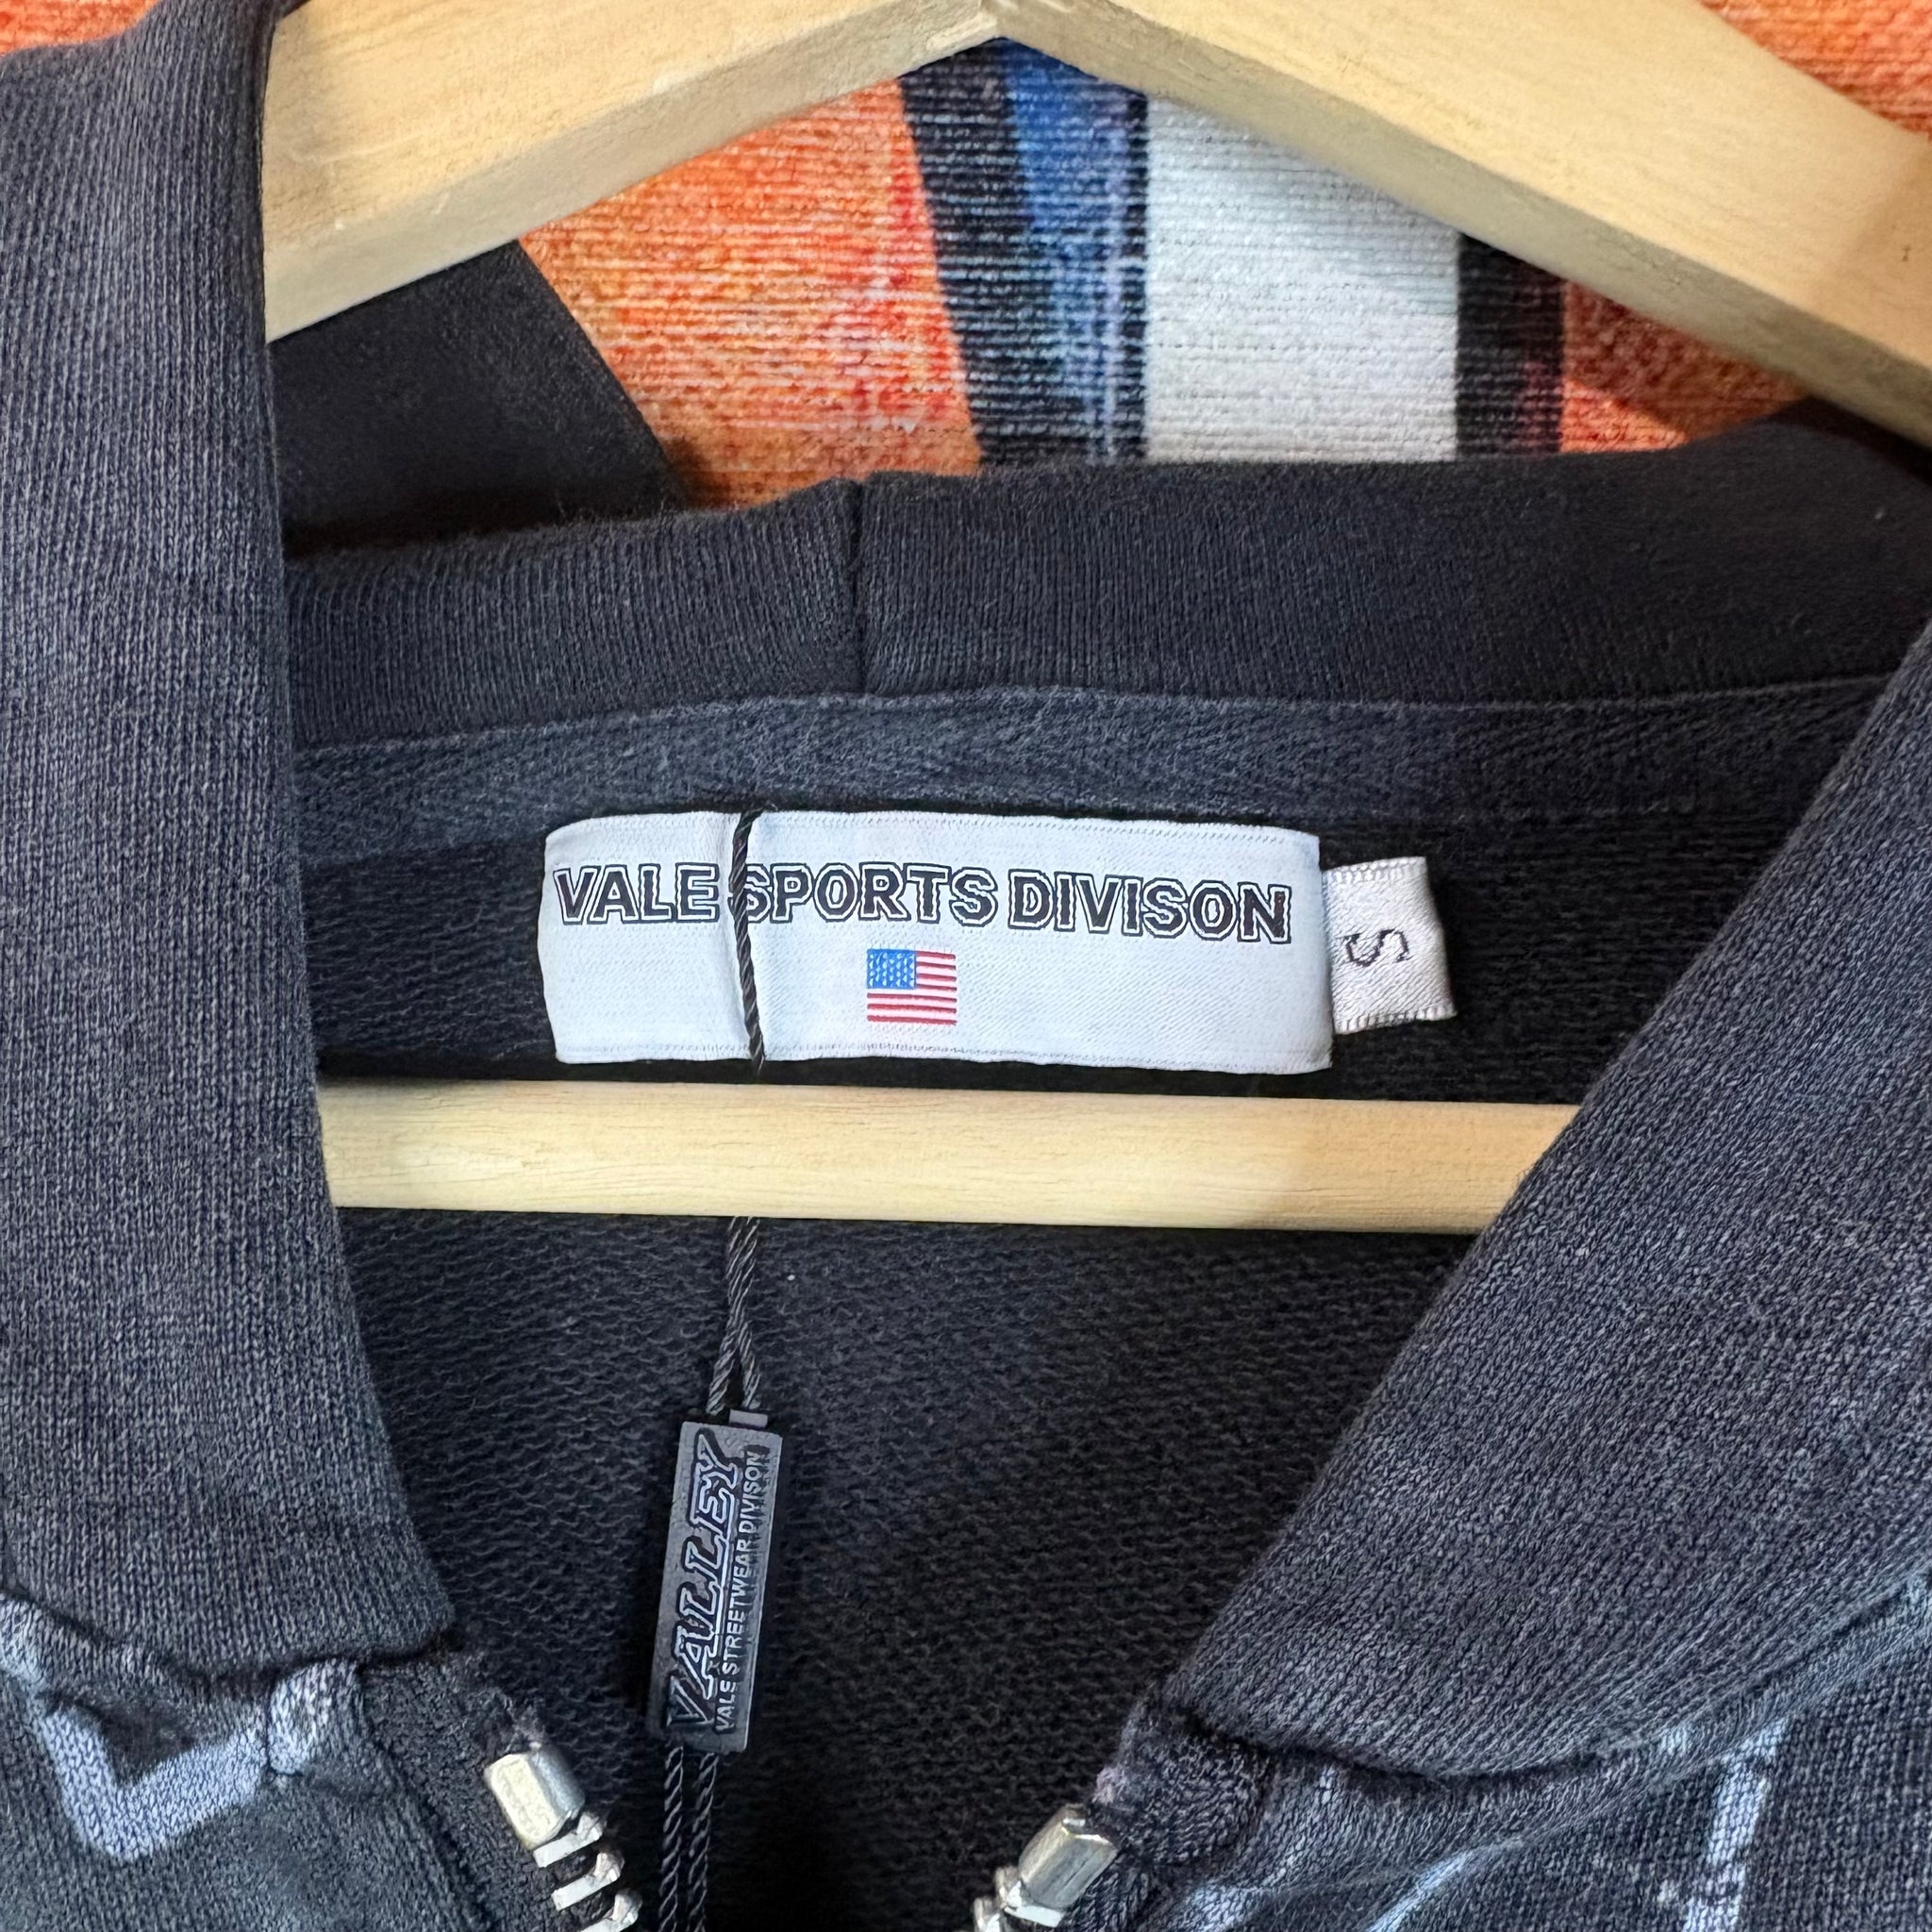 VALE SPORTS DIVISON
S
VALLEY
VALE STREETWEAR DIVISON